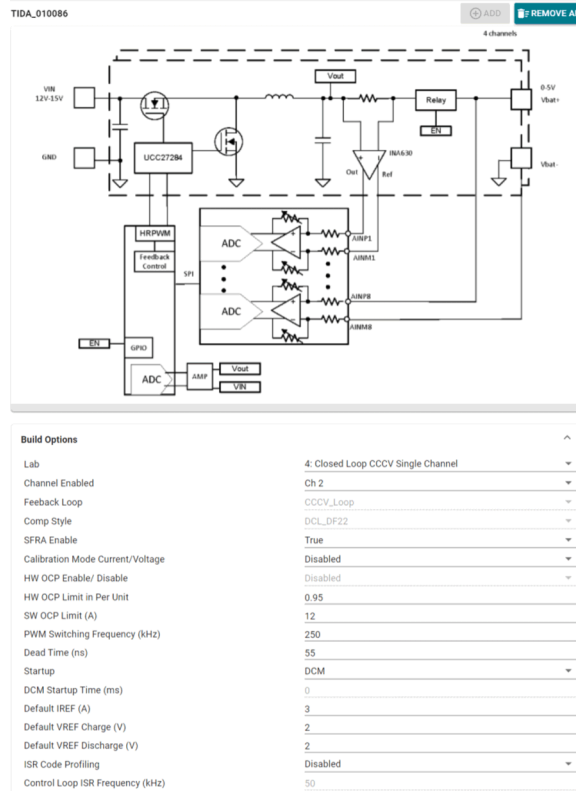 TIDA_010086
ADD
REMOVE AL
4 channels
Vout
VIN
12V-15V
Relay
0-5V
Vbat+
EN
GND
UCC27284
INA630
Out
Ref
Vbat-
HRPWM
Feedback
Control
SPI
ADC
AINP1
AINM1
ADC
AINP8
AINM8
EN
GPIO
ADC
AMP
Vout
VIN
Build Options
Lab 4: Closed Loop CCCV Single Channel
Channel Enabled Ch 2
Feeback Loop CCCV_Loop
Comp Style DCL_DF22
SFRA Enable True
Calibration Mode Current/Voltage Disabled
HW OCP Enable/ Disable Disabled
HW OCP Limit in Per Unit 0.95
SW OCP Limit (A) 12
PWM Switching Frequency (kHz) 250
Dead Time (ns) 55
Startup DCM
DCM Startup Time (ms) 0
Default IREF (A) 3
Default VREF Charge (V) 2
Default VREF Discharge (V) 2
ISR Code Profiling Disabled
Control Loop ISR Frequency (kHz) 50